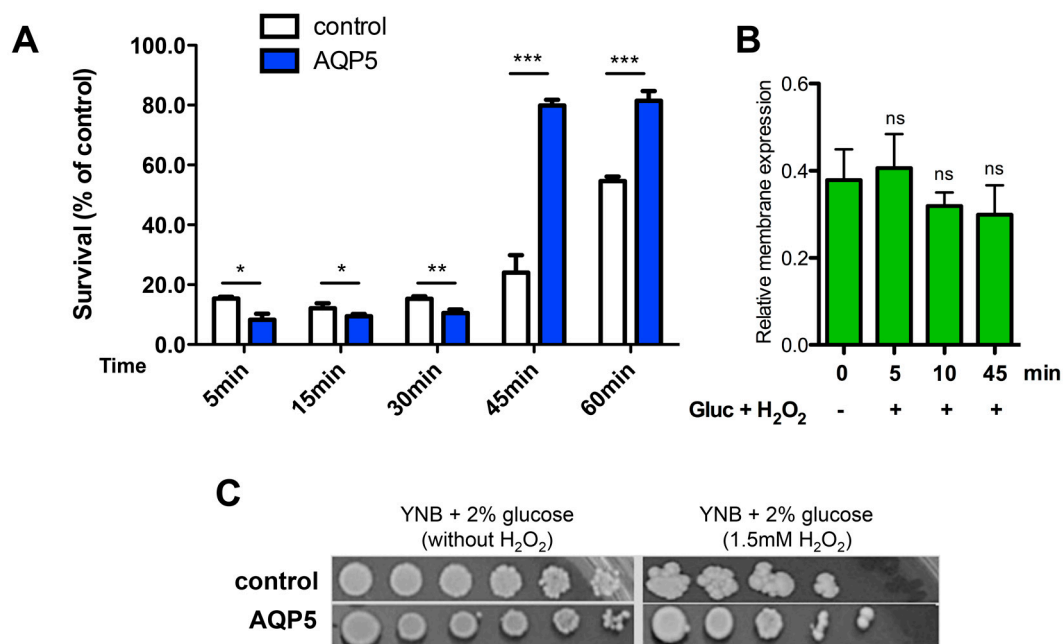 A
control
AQP5
Survival (% of control)
100.0
80.0
60.0
40.0
20.0
0.0
*
*
**
***
***
Time
5min
15min
30min
45min
60min
B
Relative membrane expression
0.6
0.4
0.2
0.0
ns
ns
ns
0 5 10 45 min
Gluc + H₂O₂ - + + +
C
YNB + 2% glucose
(without H₂O₂)
YNB + 2% glucose
(1.5mM H₂O₂)
control
AQP5